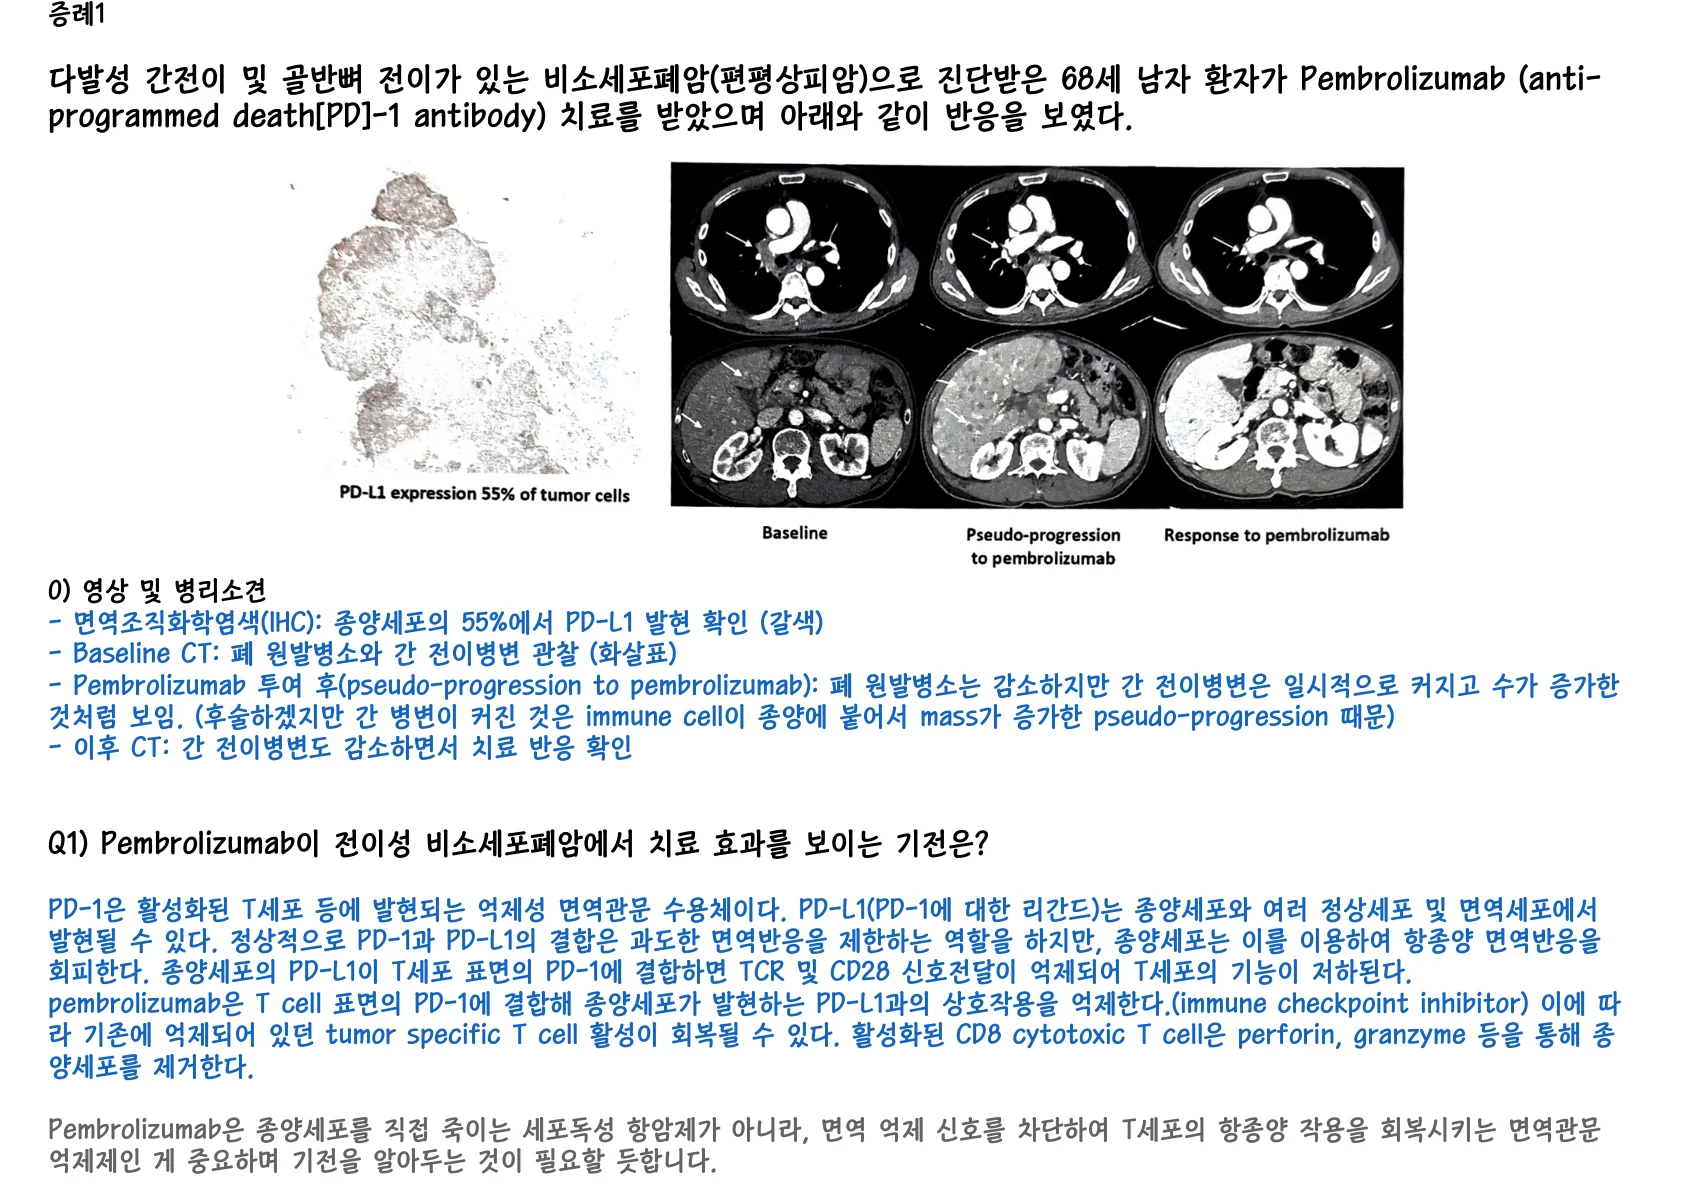 증례1
다발성 간전이 및 골반뼈 전이가 있는 비소세포폐암(편평상피암)으로 진단받은 68세 남자 환자가 Pembrolizumab (anti-
programmed death[PD]-1 antibody) 치료를 받았으며 아래와 같이 반응을 보였다.
PD-L1 expression 55% of tumor cells
Baseline
Pseudo-progression
to pembrolizumab
Response to pembrolizumab
0) 영상 및 병리소견
- 면역조직화학염색(IHC): 종양세포의 55%에서 PD-L1 발현 확인 (갈색)
- Baseline CT: 폐 원발병소와 간 전이병변 관찰 (화살표)
- Pembrolizumab 투여 후(pseudo-progression to pembrolizumab): 폐 원발병소는 감소하지만 간 전이병변은 일시적으로 커지고 수가 증가한
것처럼 보임. (후술하겠지만 간 병변이 커진 것은 immune cell이 종양에 붙어서 mass가 증가한 pseudo-progression 때문)
- 이후 CT: 간 전이병변도 감소하면서 치료 반응 확인
Q1) Pembrolizumab이 전이성 비소세포폐암에서 치료 효과를 보이는 기전은?
PD-1은 활성화된 T세포 등에 발현되는 억제성 면역관문 수용체이다. PD-L1(PD-1에 대한 리간드)는 종양세포와 여러 정상세포 및 면역세포에서
발현될 수 있다. 정상적으로 PD-1과 PD-L1의 결합은 과도한 면역반응을 제한하는 역할을 하지만, 종양세포는 이를 이용하여 항종양 면역반응을
회피한다. 종양세포의 PD-L1이 T세포 표면의 PD-1에 결합하면 TCR 및 CD28 신호전달이 억제되어 T세포의 기능이 저하된다.
pembrolizumab은 T cell 표면의 PD-1에 결합해 종양세포가 발현하는 PD-L1과의 상호작용을 억제한다.(immune checkpoint inhibitor) 이에 따
라 기존에 억제되어 있던 tumor specific T cell 활성이 회복될 수 있다. 활성화된 CD8 cytotoxic T cell은 perforin, granzyme 등을 통해 종
양세포를 제거한다.
Pembrolizumab은 종양세포를 직접 죽이는 세포독성 항암제가 아니라, 면역 억제 신호를 차단하여 T세포의 항종양 작용을 회복시키는 면역관문
억제제인 게 중요하며 기전을 알아두는 것이 필요할 듯합니다.